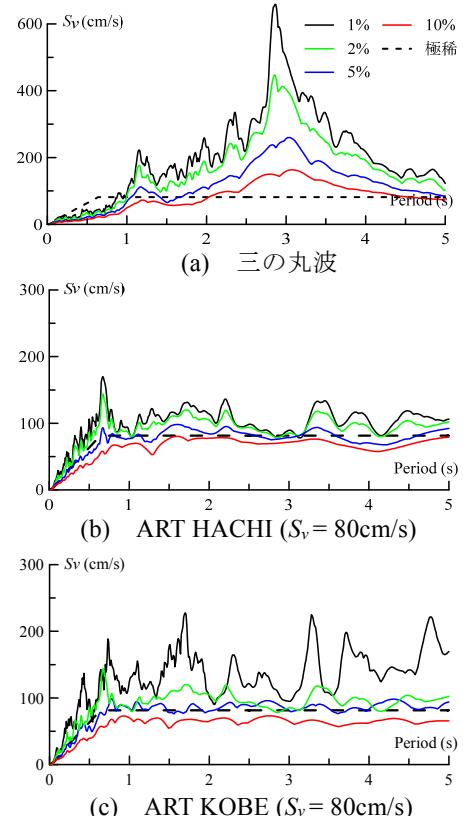 Sv (cm/s)
600
400
200
0
1% 10%
2% 極稀
5%
Period (s)
0 1 2 3 4 5
(a) 三の丸波
300
Sv (cm/s)
200
100
0
Period (s)
0 1 2 3 4 5
(b) ART HACHI (Sv = 80cm/s)
300
Sv (cm/s)
200
100
0
Period (s)
0 1 2 3 4 5
(c) ART KOBE (Sv = 80cm/s)